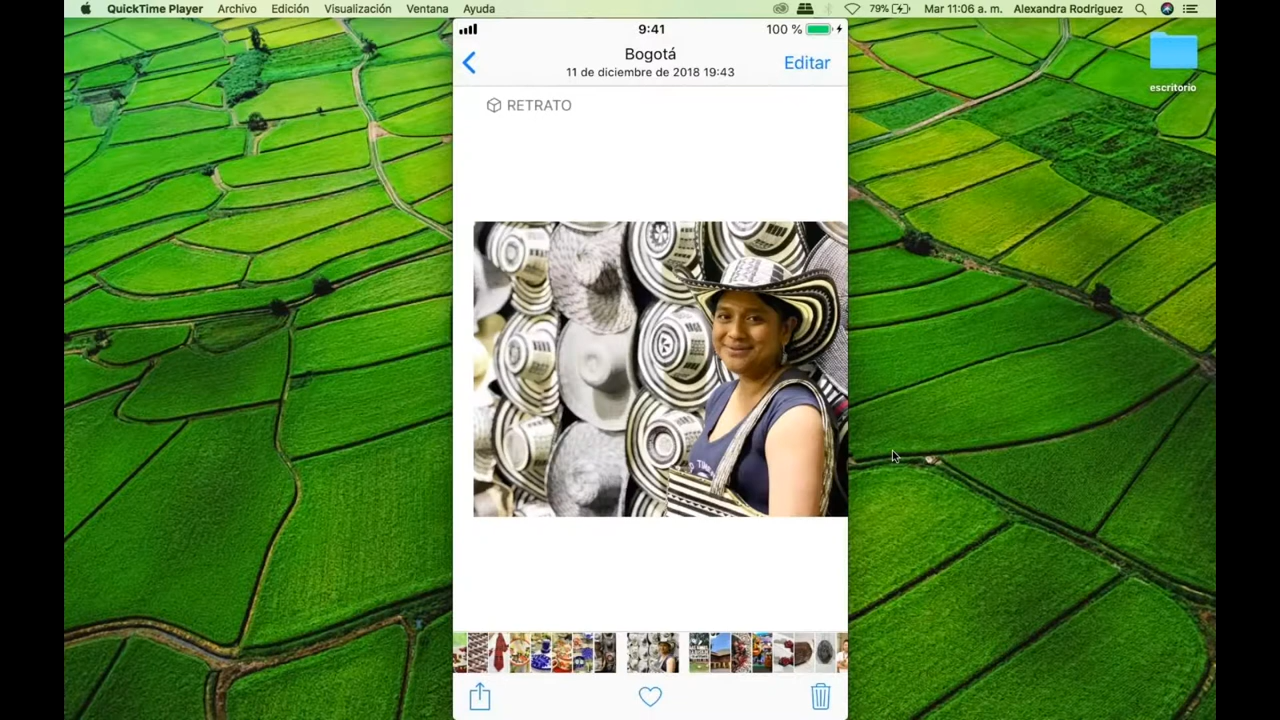 QuickTime Player Archivo Edición Visualización Ventana Ayuda 79% Mar 11:06 a. m. Alexandra Rodriguez
9:41 100 %
Bogotá
11 de diciembre de 2018 19:43
Editar
RETRATO
escritorio